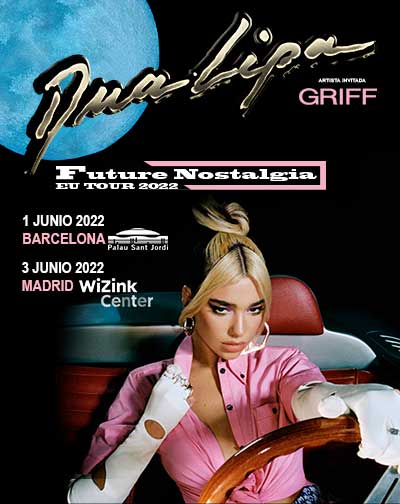 Dua Lipa
ARTISTA INVITADA
GRIFF
Future Nostalgia
EU TOUR 2022
1 JUNIO 2022
BARCELONA Palau Sant Jordi
3 JUNIO 2022
MADRID WiZink
Center